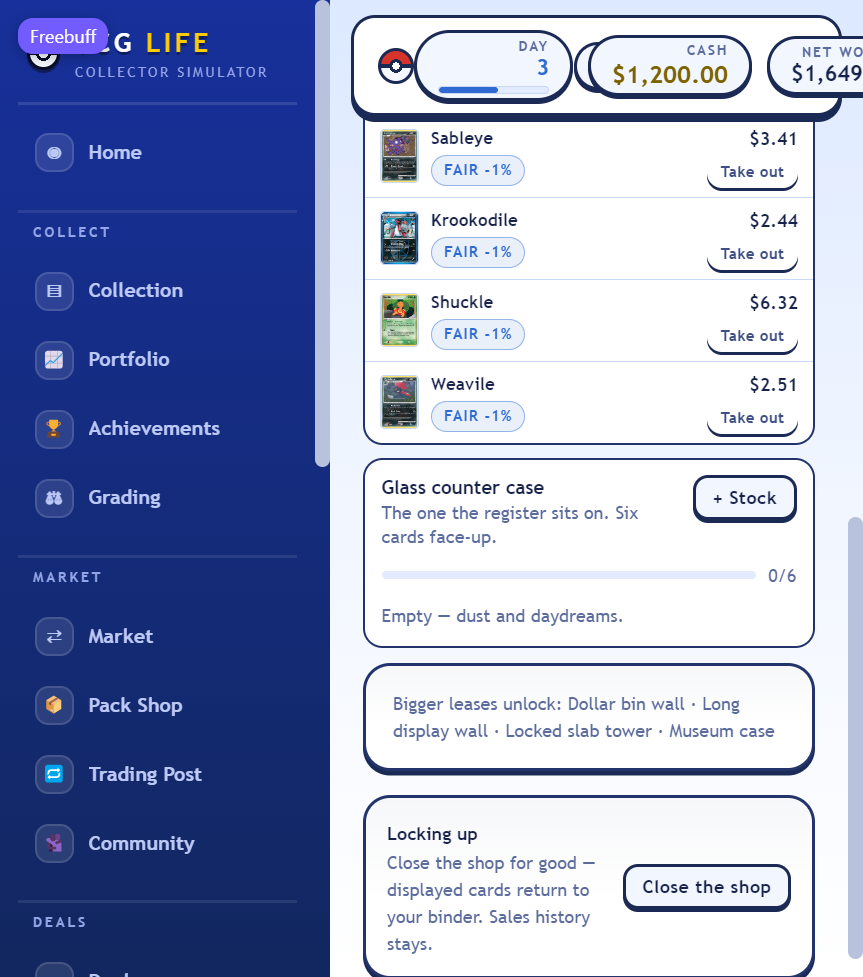 Freebuff
CG LIFE
COLLECTOR SIMULATOR
Home
COLLECT
Collection
Portfolio
Achievements
Grading
MARKET
Market
Pack Shop
Trading Post
Community
DEALS
DAY
3
CASH
$1,200.00
NET WO
$1,649
Sableye
$3.41
FAIR -1%
Take out
Krookodile
$2.44
FAIR -1%
Take out
Shuckle
$6.32
FAIR -1%
Take out
Weavile
$2.51
FAIR -1%
Take out
Glass counter case
+ Stock
The one the register sits on. Six
cards face-up.
0/6
Empty — dust and daydreams.
Bigger leases unlock: Dollar bin wall · Long
display wall · Locked slab tower · Museum case
Locking up
Close the shop for good —
displayed cards return to
your binder. Sales history
stays.
Close the shop